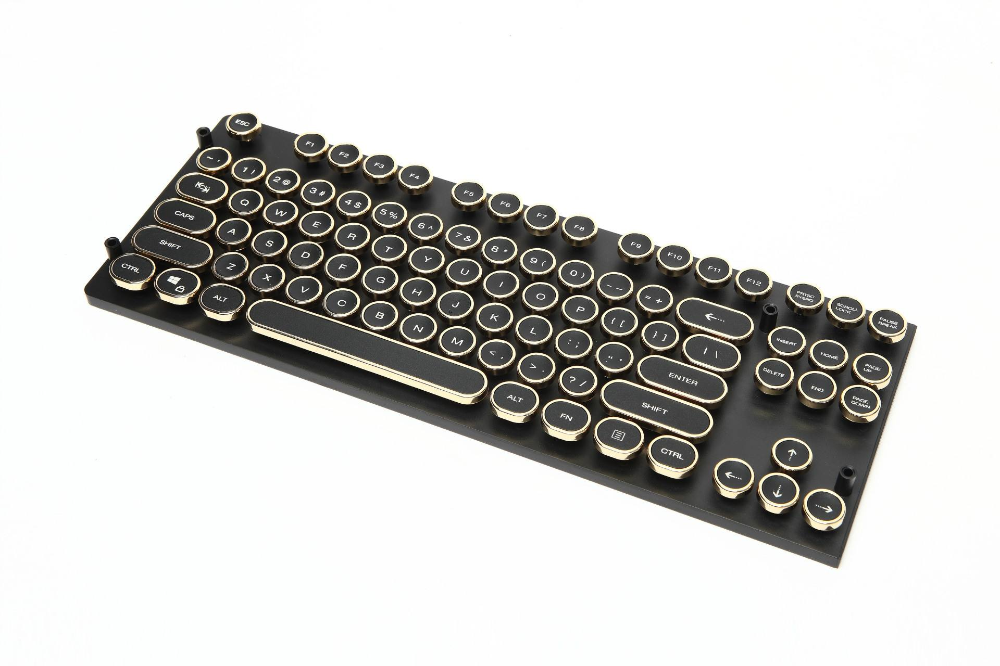 ESC F1 F2 F3 F4 F5 F6 F7 F8 F9 F10 F11 F12 PRTSC SCROLL PAUSE
SYSRQ LOCK BREAK
~ , 1 ! 2 @ 3 # 4 $ 5 % 6 ^ 7 & 8 * 9 ( 0 ) - — = + ← INSERT HOME PAGE
UP
↹ Q W E R T Y U I O P { [ } ] | \ DELETE END PAGE
DOWN
CAPS A S D F G H J K L : ; “ , ENTER
SHIFT Z X V C B N M < , > . ? / SHIFT ↑
CTRL ALT ALT FN CTRL ← ↓ →